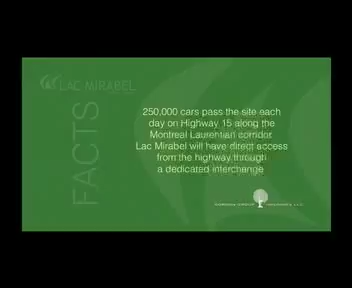 LAC MIRABEL
FACTS
250,000 cars pass the site each
day on Highway 15 along the
Montreal Laurentian corridor
Lac Mirabel will have direct access
from the highway through
a dedicated interchange